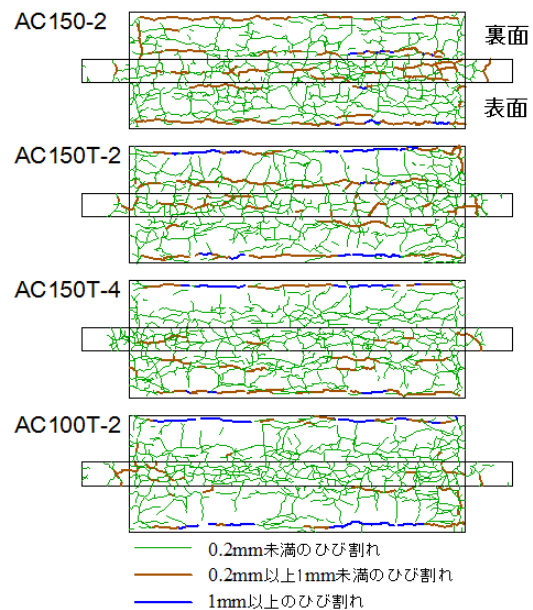 AC150-2
裏面
表面
AC150T-2
AC150T-4
AC100T-2
0.2mm未満のひび割れ
0.2mm以上1mm未満のひび割れ
1mm以上のひび割れ